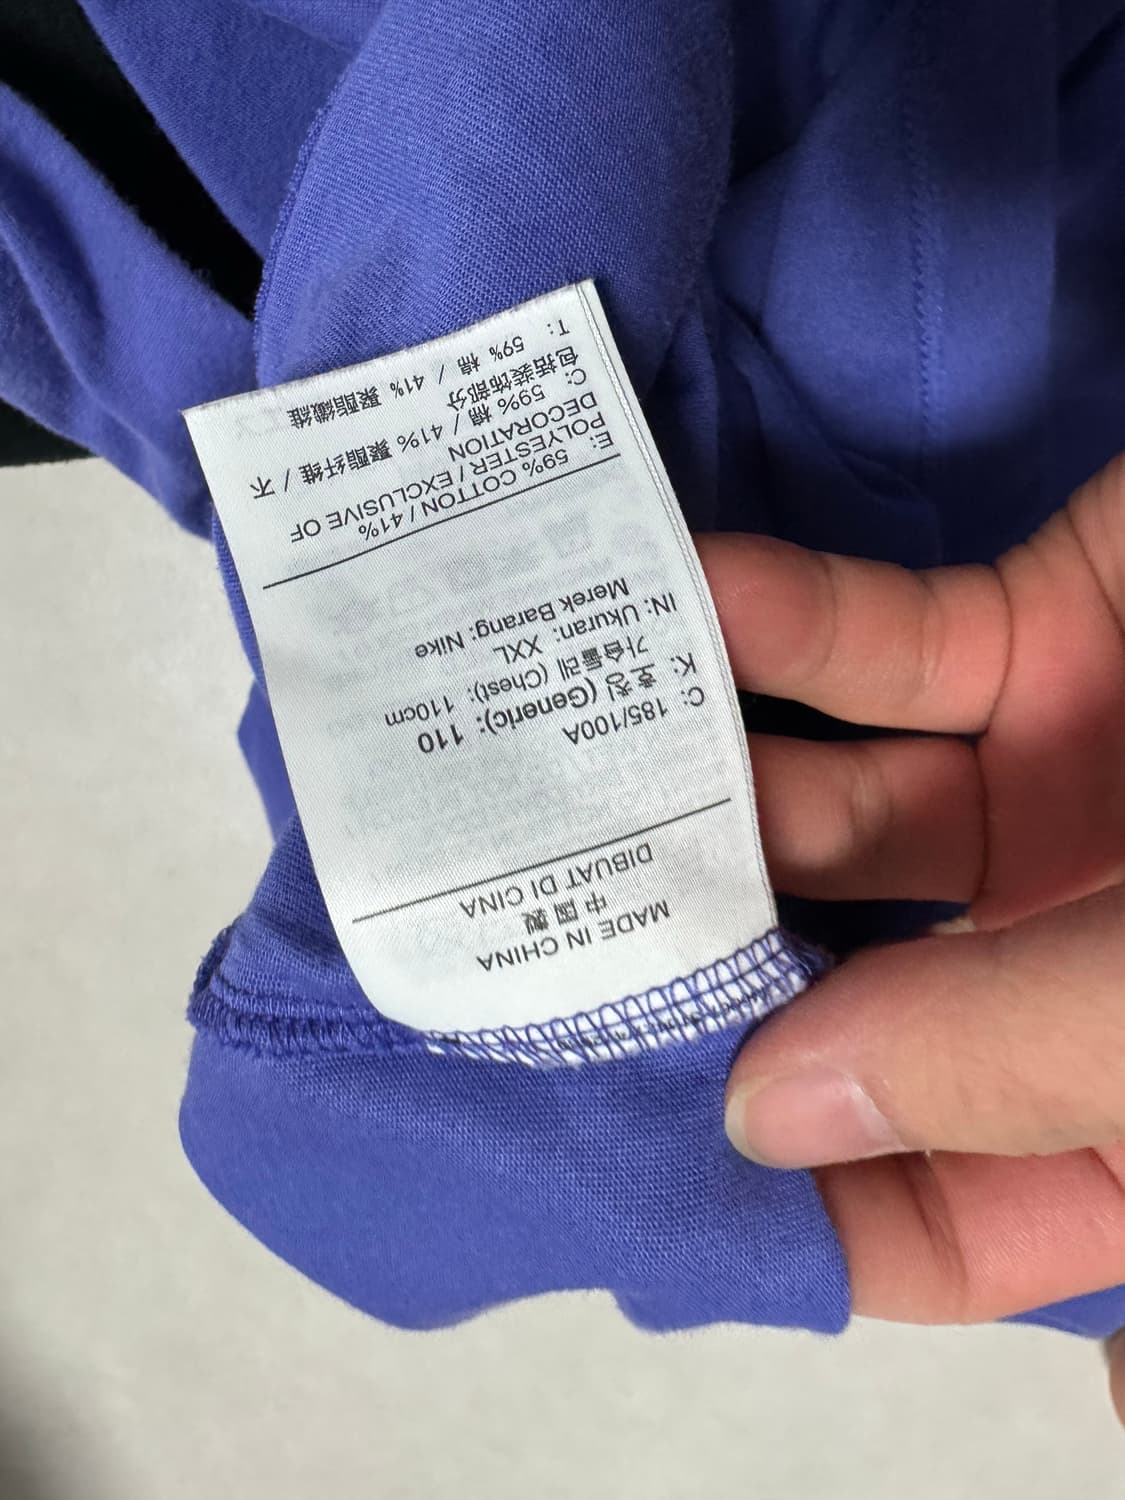 MADE IN CHINA
中國製
DIBUAT DI CINA
C: 185/100A
K: 호칭 (Generic): 110
가슴둘레 (Chest): 110cm
IN: Ukuran: XXL
Merek Barang: Nike
E: 59% COTTON / 41%
POLYESTER / EXCLUSIVE OF
DECORATION
C: 59% 棉 / 41% 聚酯纤维 / 不
包括装饰部分
T: 59% 棉 / 41% 聚酯纖維